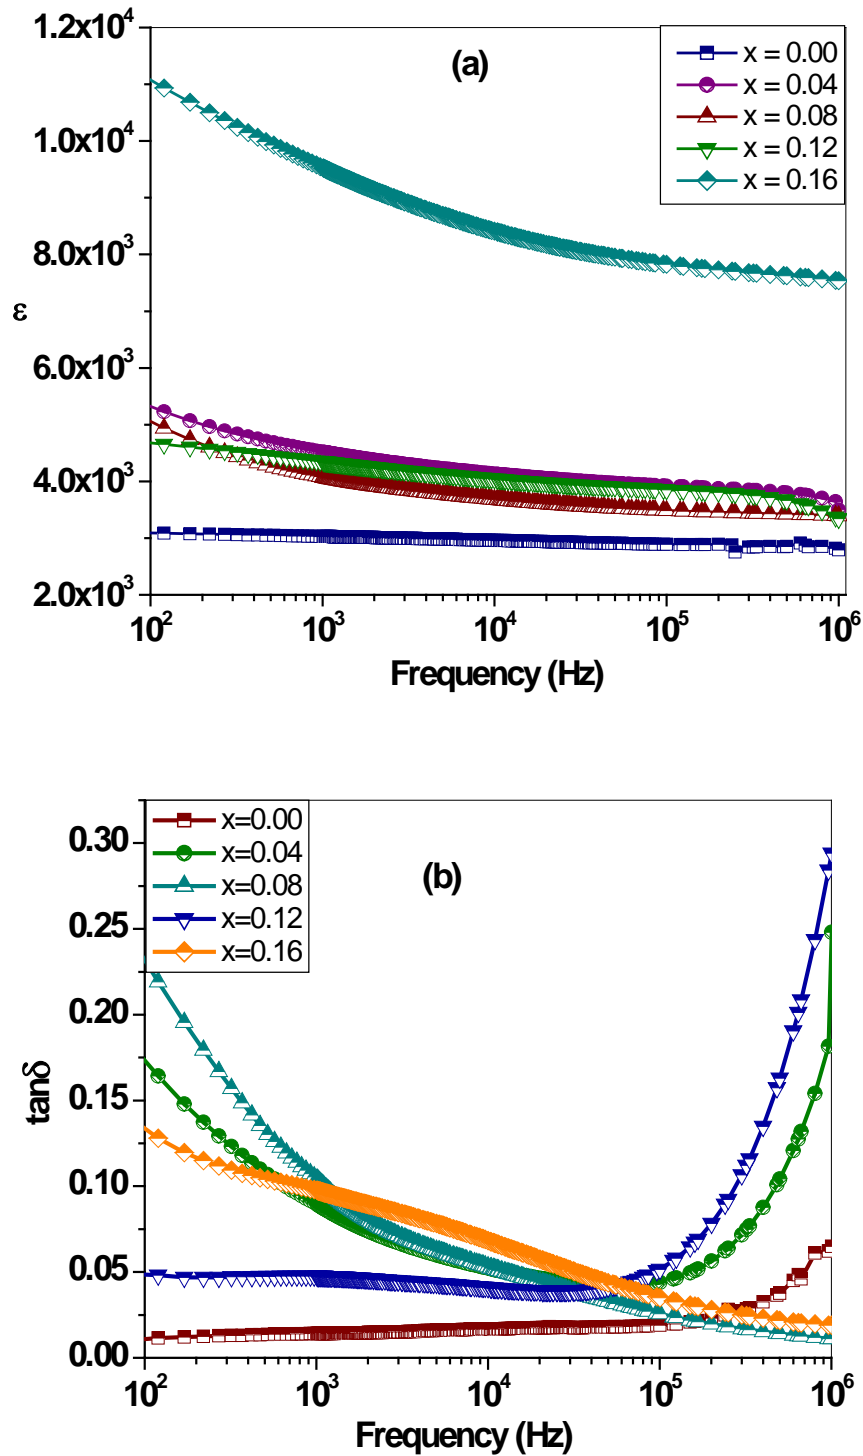 1.2x10⁴
(a)
x = 0.00
x = 0.04
x = 0.08
x = 0.12
x = 0.16
1.0x10⁴
8.0x10³
ε
6.0x10³
4.0x10³
2.0x10³
10² 10³ 10⁴ 10⁵ 10⁶
Frequency (Hz)
0.30
x=0.00
x=0.04
x=0.08
x=0.12
x=0.16
(b)
0.25
0.20
tanδ
0.15
0.10
0.05
0.00
10² 10³ 10⁴ 10⁵ 10⁶
Frequency (Hz)